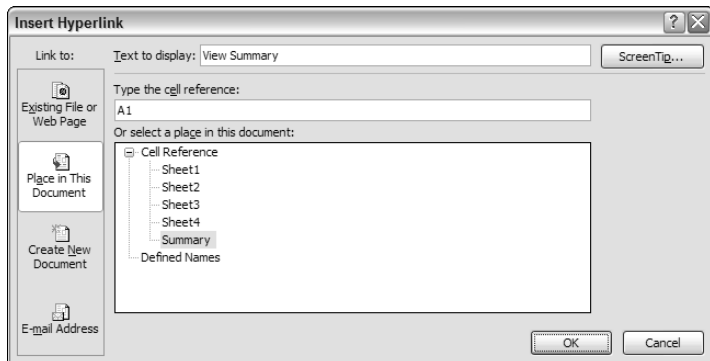 Insert Hyperlink
?
Link to:
Text to display: View Summary
ScreenTip...
Existing File or
Web Page
Place in This
Document
Create New
Document
E-mail Address
Type the cell reference:
A1
Or select a place in this document:
Cell Reference
Sheet1
Sheet2
Sheet3
Sheet4
Summary
Defined Names
OK
Cancel